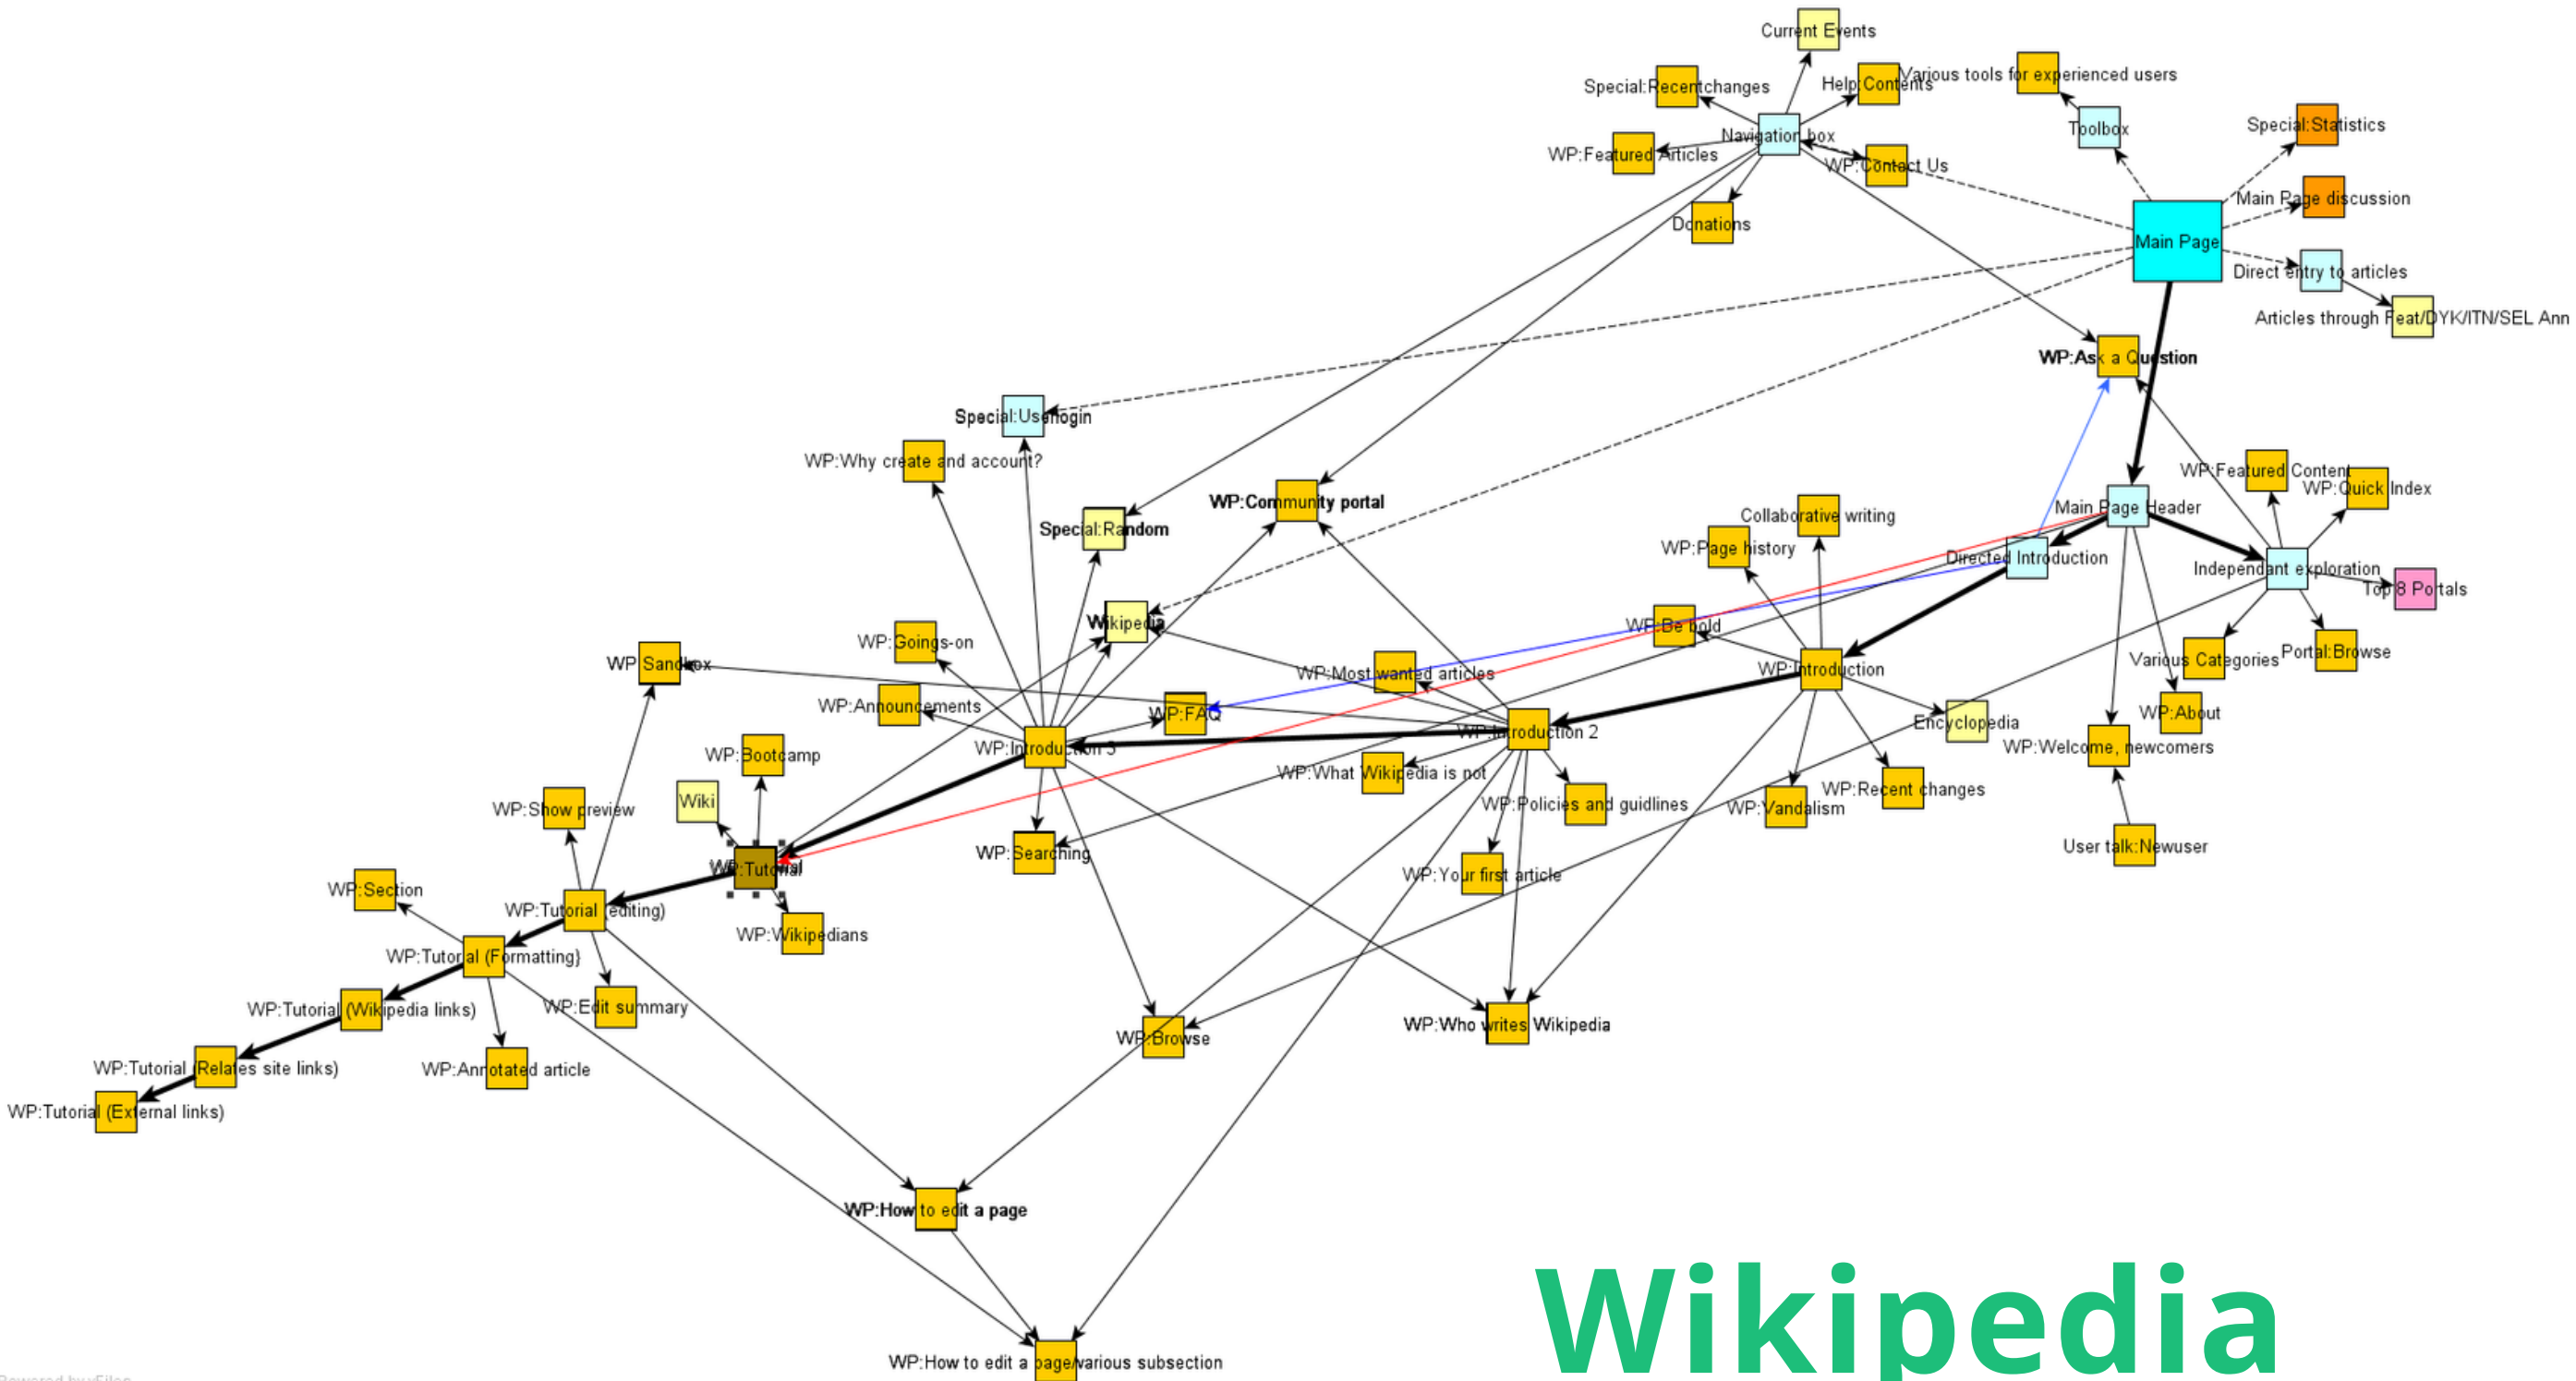 Current Events
Special:Recentchanges
Help:Contents
Various tools for experienced users
Navigation box
Toolbox
Special:Statistics
WP:Featured Articles
WP:Contact Us
Main Page discussion
Donations
Main Page
Direct entry to articles
Articles through Feat/DYK/ITN/SEL Ann
WP:Ask a Question
Special:Userlogin
WP:Why create and account?
WP:Featured Content
WP:Quick Index
WP:Community portal
Special:Random
Collaborative writing
Main Page Header
WP:Page history
Directed Introduction
Independant exploration
Top 8 Portals
Wikipedia
WP:Be bold
WP:Goings-on
WP:Sandbox
WP:Most wanted articles
WP:Introduction
Various Categories
Portal:Browse
WP:Announcements
WP:FAQ
WP:About
Encyclopedia
WP:Introduction 2
WP:Introduction 3
WP:Welcome, newcomers
WP:Bootcamp
WP:What Wikipedia is not
WP:Recent changes
Wiki
WP:Show preview
WP:Policies and guidlines
WP:Vandalism
User talk:Newuser
WP:Searching
WP:Tutorial
WP:Your first article
WP:Section
WP:Tutorial (editing)
WP:Wikipedians
WP:Tutorial (Formatting}
WP:Tutorial (Wikipedia links)
WP:Edit summary
WP:Who writes Wikipedia
WP:Browse
WP:Tutorial (Relates site links)
WP:Annotated article
WP:Tutorial (External links)
WP:How to edit a page
WP:How to edit a page/various subsection
Wikipedia